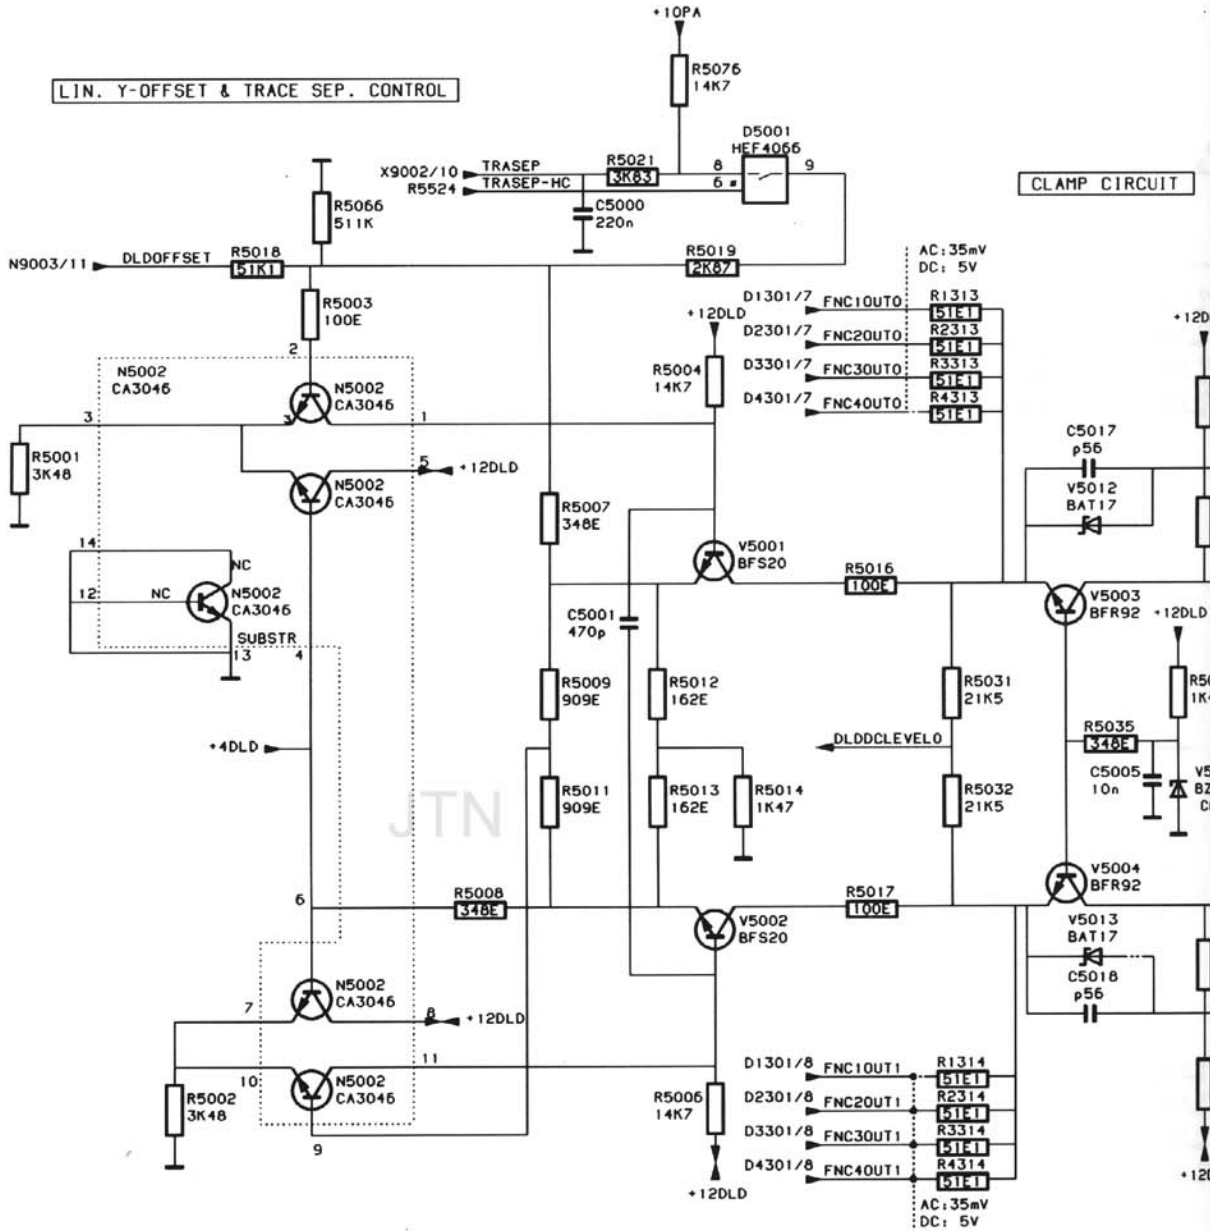 +10PA
R5076
14K7
LIN. Y-OFFSET & TRACE SEP. CONTROL
D5001
HEF4066
X9002/10
TRASEP
R5021
3K83
8
9
R5524
TRASEP-HC
6
CLAMP CIRCUIT
R5066
511K
C5000
220n
N9003/11
DLDOFFSET
R5018
51K1
R5019
2K87
AC:35mV
DC: 5V
R5003
100E
D1301/7
FNC1OUT0
R1313
51E1
+12DLD
D2301/7
FNC2OUT0
R2313
51E1
+12D
2
N5002
CA3046
N5002
CA3046
R5004
14K7
D3301/7
FNC3OUT0
R3313
51E1
D4301/7
FNC4OUT0
R4313
51E1
3
3
1
R5001
3K48
5
+12DLD
N5002
CA3046
C5017
p56
V5012
BAT17
R5007
348E
14
NC
V5001
BFS20
R5016
100E
12
NC
N5002
CA3046
V5003
BFR92
+12DLD
C5001
470p
SUBSTR
13
4
R5009
909E
R5012
162E
R5031
21K5
R50
1K4
+4DLD
DLDDCLEVEL0
R5035
348E
R5011
909E
R5013
162E
R5014
1K47
R5032
21K5
C5005
10n
V5
BZ
C
JTN
6
R5008
348E
R5017
100E
V5004
BFR92
V5002
BFS20
V5013
BAT17
N5002
CA3046
C5018
p56
7
8
+12DLD
10
11
N5002
CA3046
D1301/8
FNC1OUT1
R1314
51E1
R5002
3K48
R5006
14K7
D2301/8
FNC2OUT1
R2314
51E1
D3301/8
FNC3OUT1
R3314
51E1
9
D4301/8
FNC4OUT1
R4314
51E1
+12DLD
+12D
AC:35mV
DC: 5V